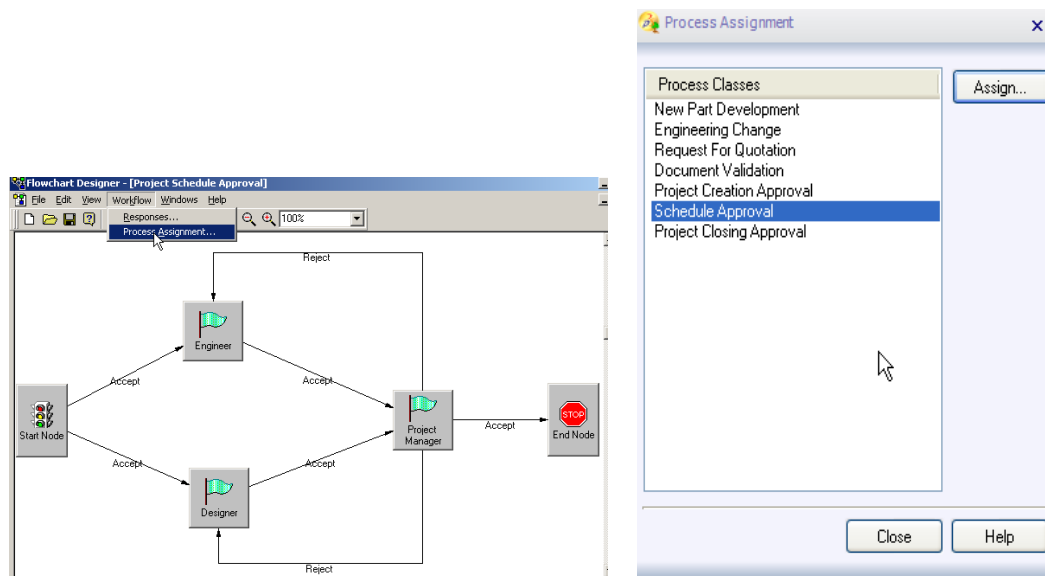 Flowchart Designer - [Project Schedule Approval]
File Edit View Workflow Windows Help
100%
Responses...
Process Assignment...
Reject
Engineer
Accept
Accept
Start Node
Project
Manager
Accept
End Node
STOP
Accept
Accept
Designer
Reject
Process Assignment
Process Classes
Assign...
New Part Development
Engineering Change
Request For Quotation
Document Validation
Project Creation Approval
Schedule Approval
Project Closing Approval
Close
Help